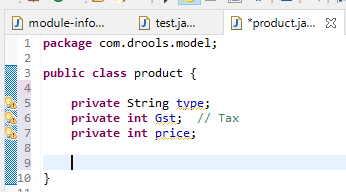 module-info... test.ja... *product.ja...
1 package com.drools.model;
2
3 public class product {
4
5 private String type;
6 private int Gst; // Tax
7 private int price;
8
9
10 }
11